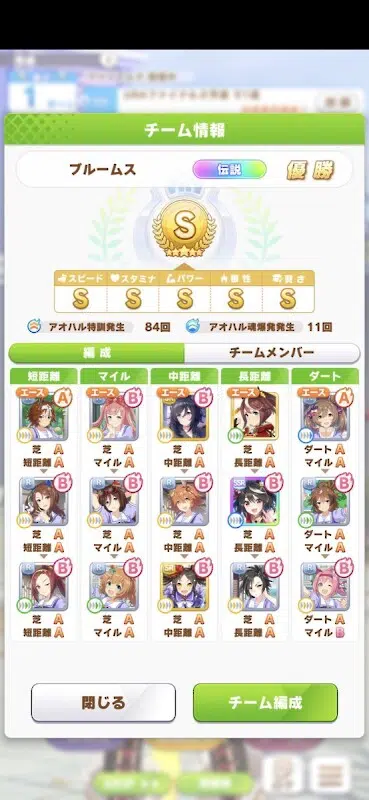 チーム情報
ブルームス 伝説 優勝
S
スピード スタミナ パワー 根性 賢さ
S S S S S
アオハル特訓発生 84回 アオハル魂爆発発生 11回
編成 チームメンバー
短距離 マイル 中距離 長距離 ダート
エース A エース B エース B エース B エース A
芝 A 芝 A 芝 A 芝 A ダート A
短距離 A マイル A 中距離 A 長距離 A マイル A
R B R B R B SSR B R B
芝 A 芝 A 芝 A 芝 A ダート A
短距離 A マイル A 中距離 A 長距離 A マイル A
R B R B SR B R B R B
芝 A 芝 A 芝 A 芝 A ダート A
短距離 A マイル A 中距離 A 長距離 A マイル B
閉じる チーム編成